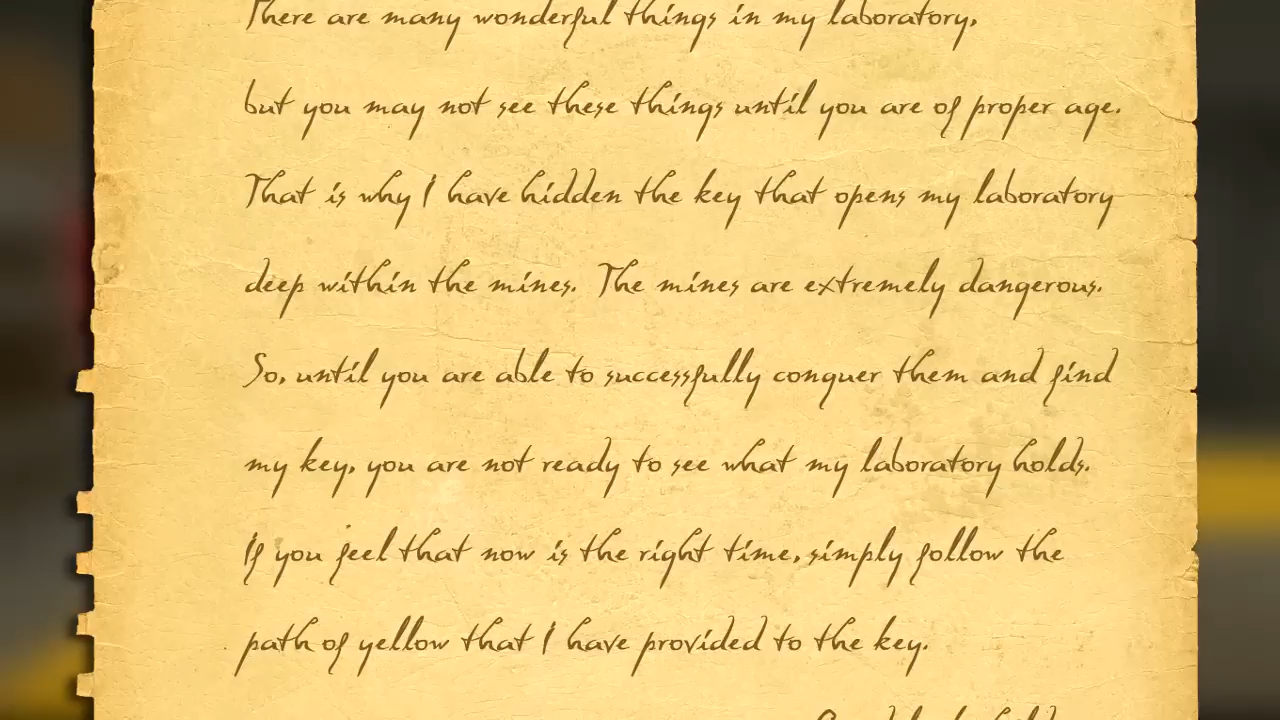 There are many wonderful things in my laboratory,
but you may not see these things until you are of proper age.
That is why I have hidden the key that opens my laboratory
deep within the mines. The mines are extremely dangerous.
So, until you are able to successfully conquer them and find
my key, you are not ready to see what my laboratory holds.
If you feel that now is the right time, simply follow the
path of yellow that I have provided to the key.